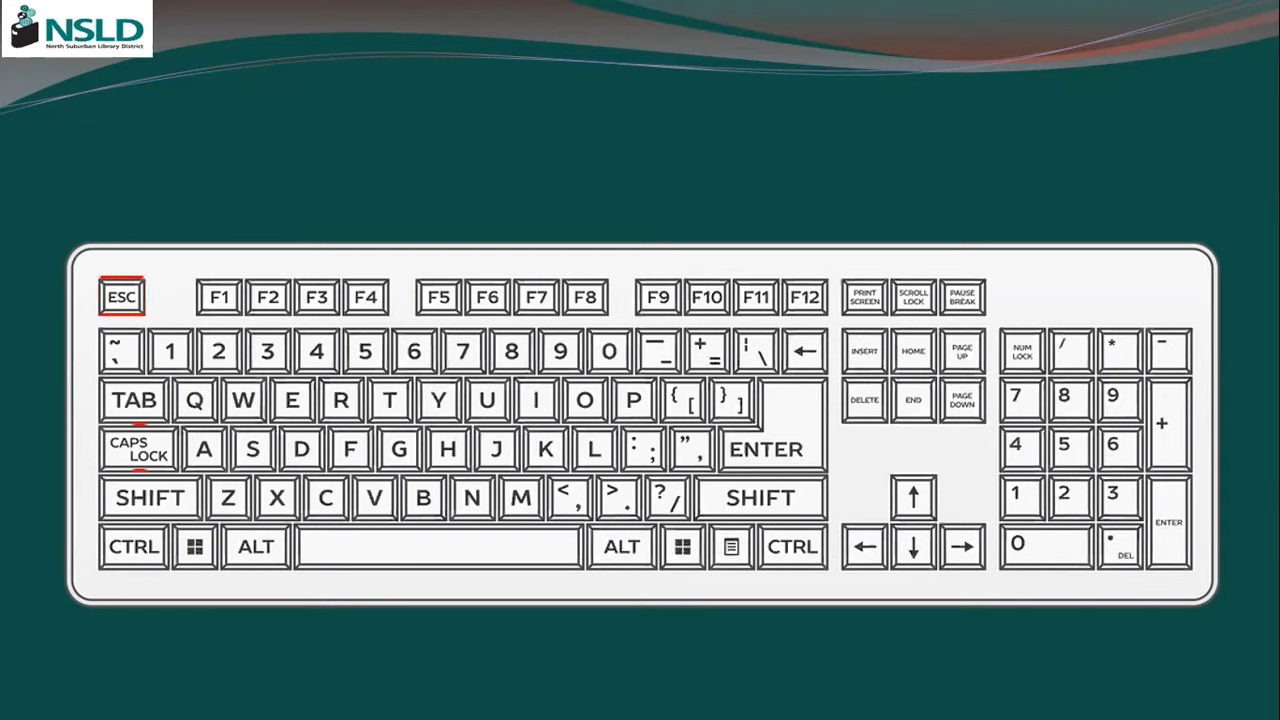 NSLD
North Suburban Library District
ESC F1 F2 F3 F4 F5 F6 F7 F8 F9 F10 F11 F12 PRINT SCREEN SCROLL LOCK PAUSE BREAK
~ ` 1 2 3 4 5 6 7 8 9 0 — _ + = ¦ \ ← INSERT HOME PAGE UP NUM LOCK / * -
TAB Q W E R T Y U I O P { [ } ] DELETE END PAGE DOWN 7 8 9 +
CAPS LOCK A S D F G H J K L : ; " , ENTER 4 5 6
SHIFT Z X C V B N M < , > . ? / SHIFT ↑ 1 2 3 ENTER
CTRL ALT ALT CTRL ← ↓ → 0 . DEL